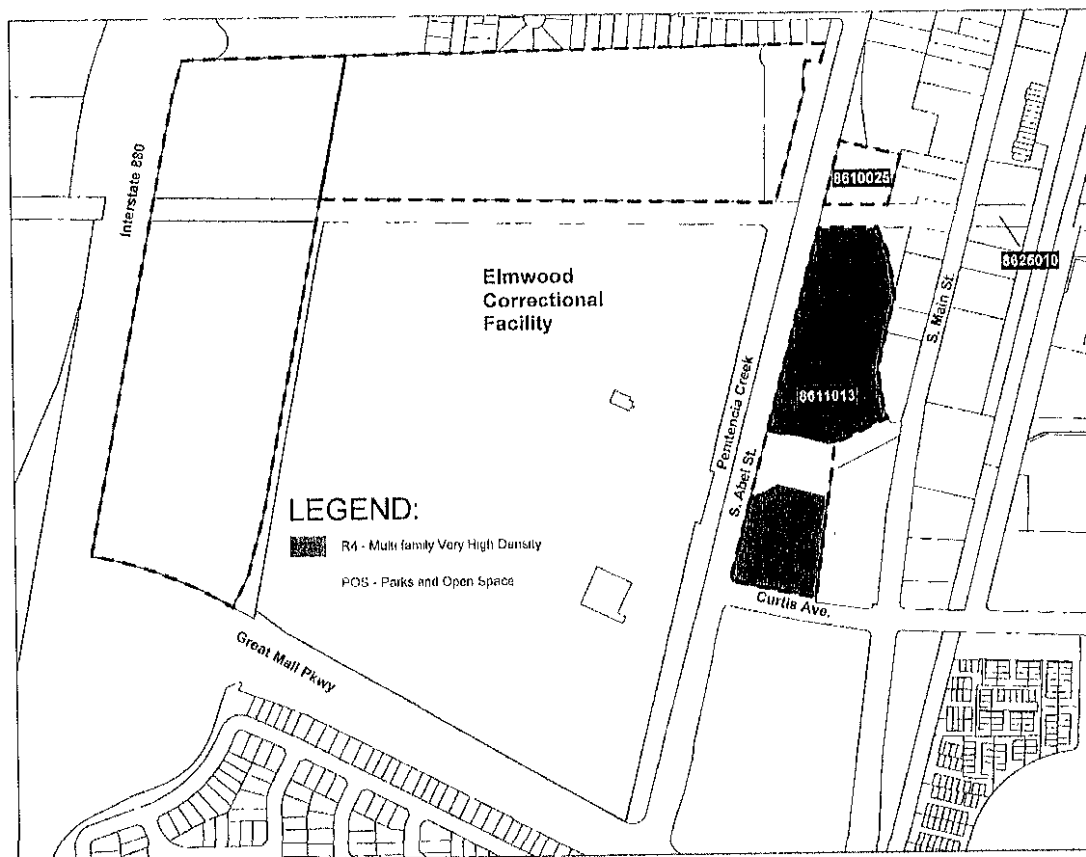 Interstate 880
8610025
8626010
Elmwood
Correctional
Facility
S. Main St.
8611013
Penitencia Creek
S. Abel St.
LEGEND:
R4 - Multi family Very High Density
POS - Parks and Open Space
Curtis Ave.
Great Mall Pkwy